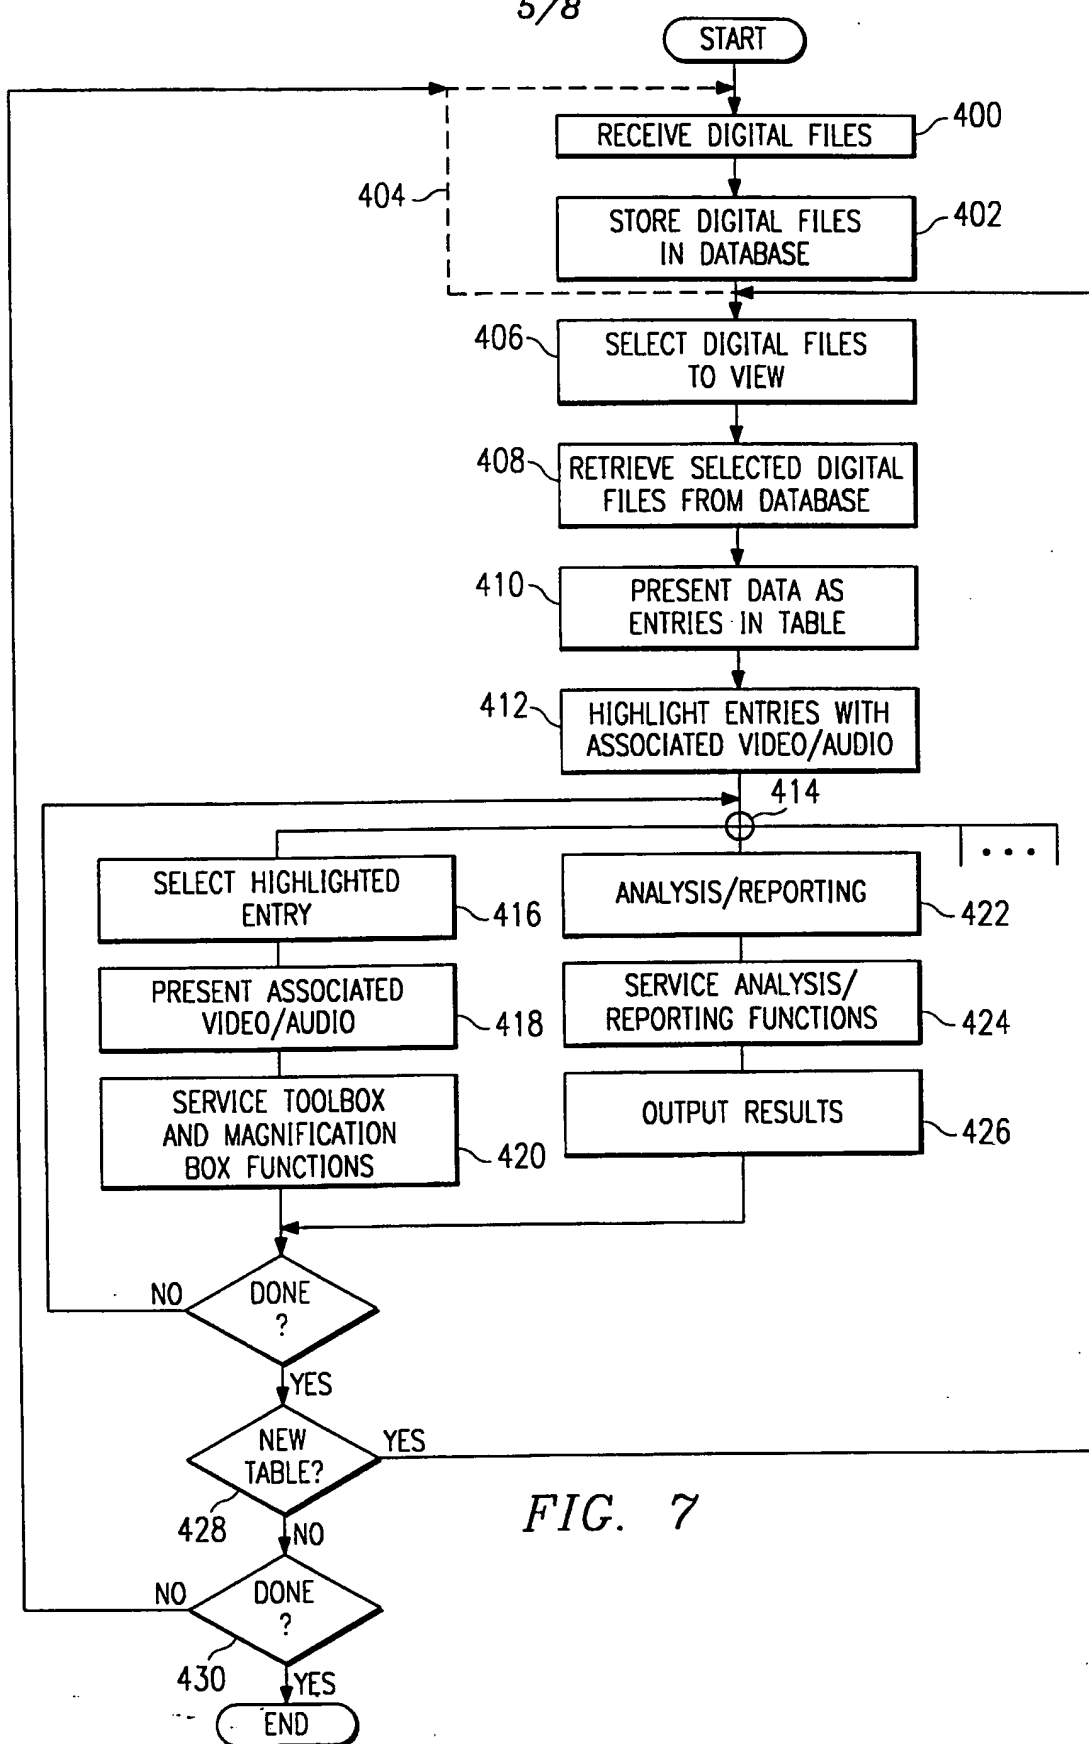 5/8
START
RECEIVE DIGITAL FILES
400
STORE DIGITAL FILES
IN DATABASE
402
404
406
SELECT DIGITAL FILES
TO VIEW
408
RETRIEVE SELECTED DIGITAL
FILES FROM DATABASE
410
PRESENT DATA AS
ENTRIES IN TABLE
412
HIGHLIGHT ENTRIES WITH
ASSOCIATED VIDEO/AUDIO
414
...
SELECT HIGHLIGHTED
ENTRY
416
ANALYSIS/REPORTING
422
PRESENT ASSOCIATED
VIDEO/AUDIO
418
SERVICE ANALYSIS/
REPORTING FUNCTIONS
424
SERVICE TOOLBOX
AND MAGNIFICATION
BOX FUNCTIONS
420
OUTPUT RESULTS
426
NO
DONE
?
YES
NEW
TABLE?
YES
428
NO
FIG. 7
NO
DONE
?
430
YES
END